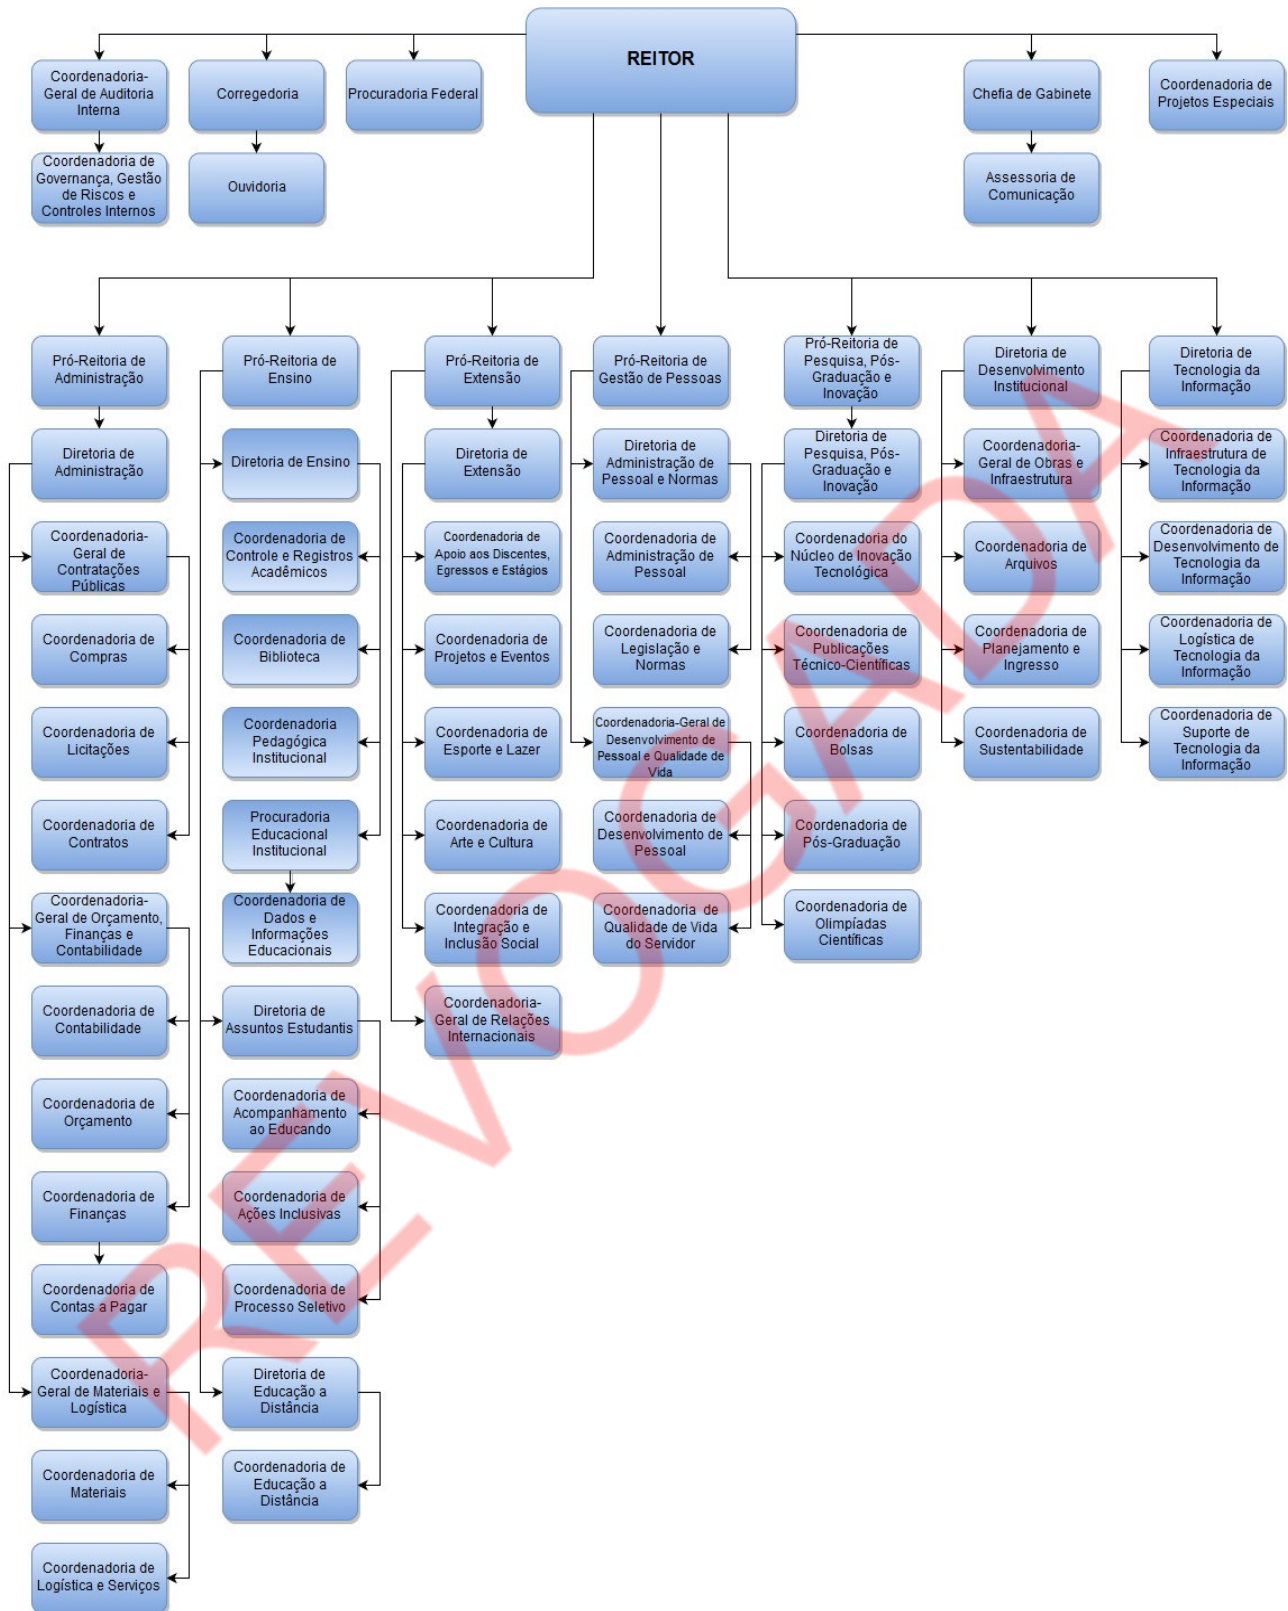 REITOR
Coordenadoria-
Geral de Auditoria
Interna
Corregedoria
Procuradoria Federal
Chefia de Gabinete
Coordenadoria de
Projetos Especiais
Coordenadoria de
Governança, Gestão
de Riscos e
Controles Internos
Ouvidoria
Assessoria de
Comunicação
Pró-Reitoria de
Administração
Diretoria de
Administração
Coordenadoria-
Geral de
Contratações
Públicas
Coordenadoria de
Compras
Coordenadoria de
Licitações
Coordenadoria de
Contratos
Coordenadoria-
Geral de Orçamento,
Finanças e
Contabilidade
Coordenadoria de
Contabilidade
Coordenadoria de
Orçamento
Coordenadoria de
Finanças
Coordenadoria de
Contas a Pagar
Coordenadoria-
Geral de Materiais e
Logística
Coordenadoria de
Materiais
Coordenadoria de
Logística e Serviços
Pró-Reitoria de
Ensino
Diretoria de Ensino
Coordenadoria de
Controle e Registros
Acadêmicos
Coordenadoria de
Biblioteca
Coordenadoria
Pedagógica
Institucional
Procuradoria
Educacional
Institucional
Coordenadoria de
Dados e
Informações
Educacionais
Diretoria de
Assuntos Estudantis
Coordenadoria de
Acompanhamento
ao Educando
Coordenadoria de
Ações Inclusivas
Coordenadoria de
Processo Seletivo
Diretoria de
Educação a
Distância
Coordenadoria de
Educação a
Distância
Pró-Reitoria de
Extensão
Diretoria de
Extensão
Coordenadoria de
Apoio aos Discentes,
Egressos e Estágios
Coordenadoria de
Projetos e Eventos
Coordenadoria de
Esporte e Lazer
Coordenadoria de
Arte e Cultura
Coordenadoria de
Integração e
Inclusão Social
Coordenadoria-
Geral de Relações
Internacionais
Pró-Reitoria de
Gestão de Pessoas
Diretoria de
Administração de
Pessoal e Normas
Coordenadoria de
Administração de
Pessoal
Coordenadoria de
Legislação e
Normas
Coordenadoria-Geral de
Desenvolvimento de
Pessoal e Qualidade de
Vida
Coordenadoria de
Desenvolvimento de
Pessoal
Coordenadoria de
Qualidade de Vida
do Servidor
Pró-Reitoria de
Pesquisa, Pós-
Graduação e
Inovação
Diretoria de
Pesquisa, Pós-
Graduação e
Inovação
Coordenadoria do
Núcleo de Inovação
Tecnológica
Coordenadoria de
Publicações
Técnico-Científicas
Coordenadoria de
Bolsas
Coordenadoria de
Pós-Graduação
Coordenadoria de
Olimpíadas
Científicas
Diretoria de
Desenvolvimento
Institucional
Coordenadoria-
Geral de Obras e
Infraestrutura
Coordenadoria de
Arquivos
Coordenadoria de
Planejamento e
Ingresso
Coordenadoria de
Sustentabilidade
Diretoria de
Tecnologia da
Informação
Coordenadoria de
Infraestrutura de
Tecnologia da
Informação
Coordenadoria de
Desenvolvimento de
Tecnologia da
Informação
Coordenadoria de
Logística de
Tecnologia da
Informação
Coordenadoria de
Suporte de
Tecnologia da
Informação
REVOGADA